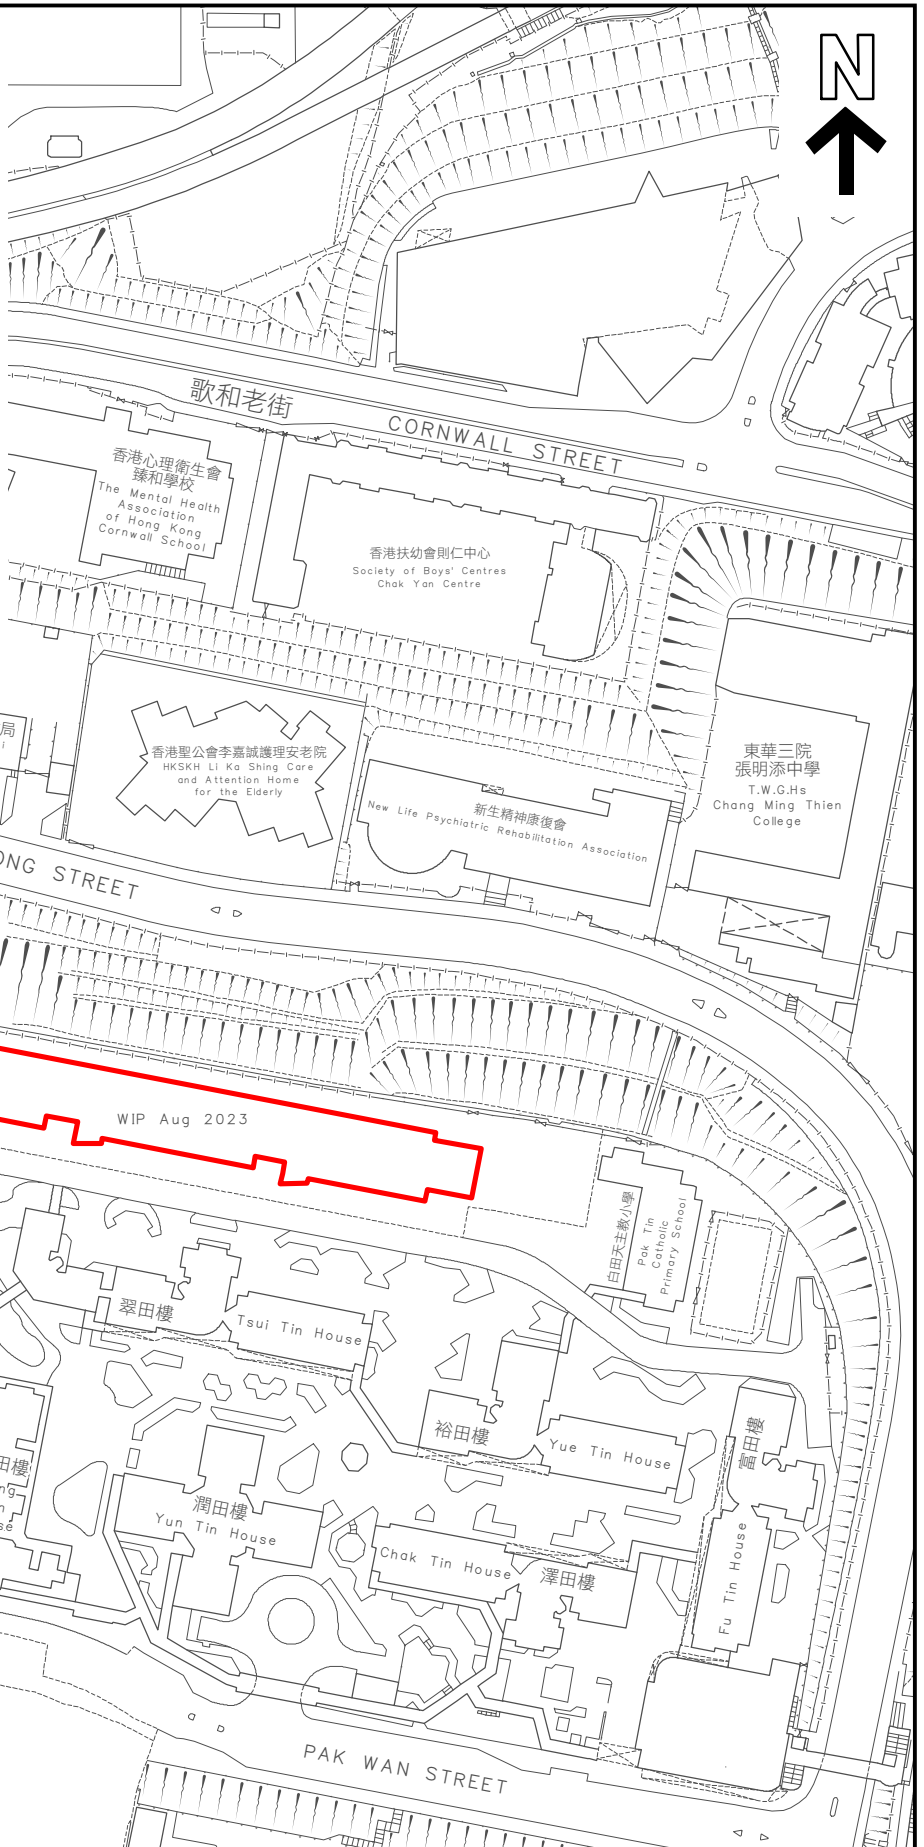 N
歌和老街
CORNWALL STREET
香港心理衞生會
臻和學校
The Mental Health
Association
of Hong Kong
Cornwall School
香港扶幼會則仁中心
Society of Boys' Centres
Chak Yan Centre
局
i
香港聖公會李嘉誠護理安老院
HKSKH Li Ka Shing Care
and Attention Home
for the Elderly
新生精神康復會
New Life Psychiatric Rehabilitation Association
東華三院
張明添中學
T.W.G.Hs
Chang Ming Thien
College
ONG STREET
WIP Aug 2023
白田天主教小學
Pak Tin
Catholic
Primary School
翠田樓
Tsui Tin House
裕田樓
Yue Tin House
富田樓
Fu Tin House
田樓
ng
n
se
潤田樓
Yun Tin House
Chak Tin House
澤田樓
PAK WAN STREET